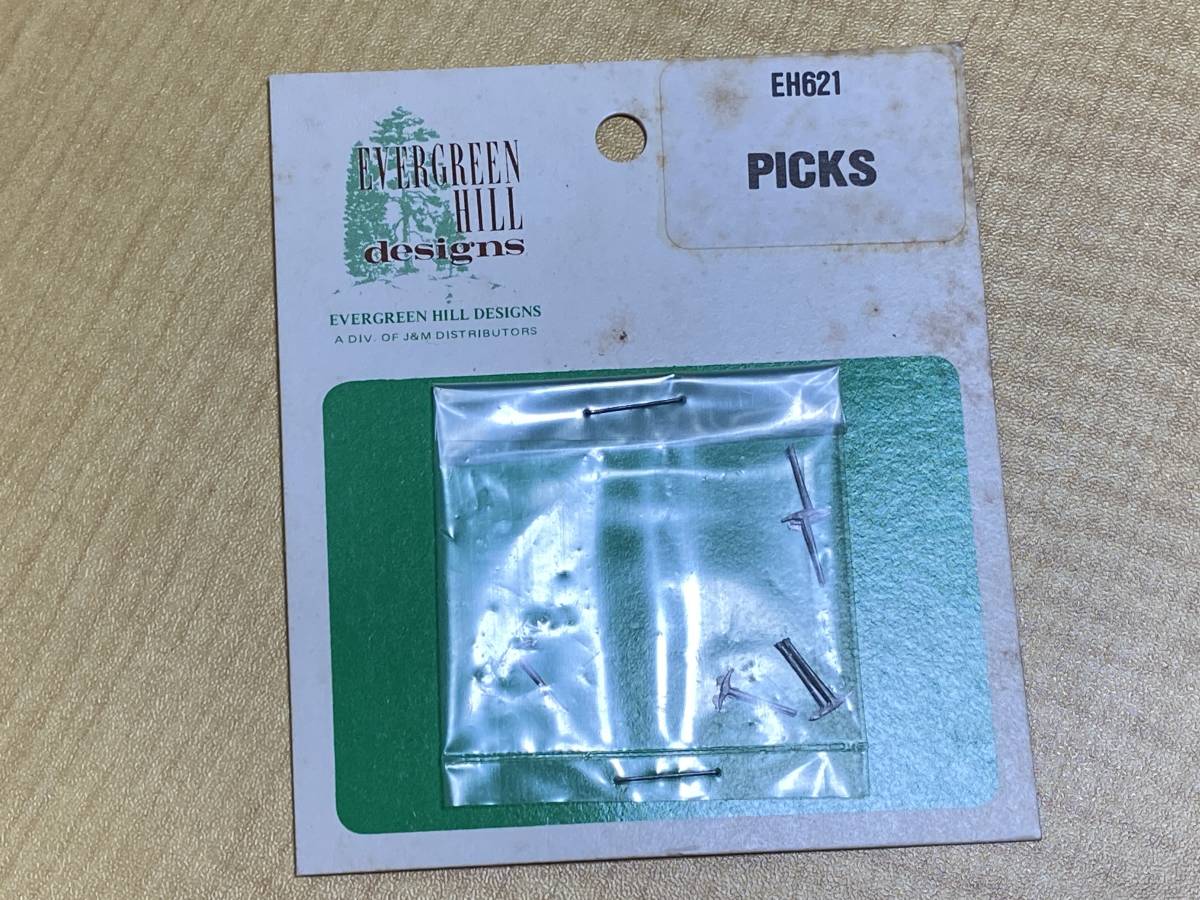 EH621
PICKS
EVERGREEN
HILL
designs
EVERGREEN HILL DESIGNS
A DIV. OF J&M DISTRIBUTORS